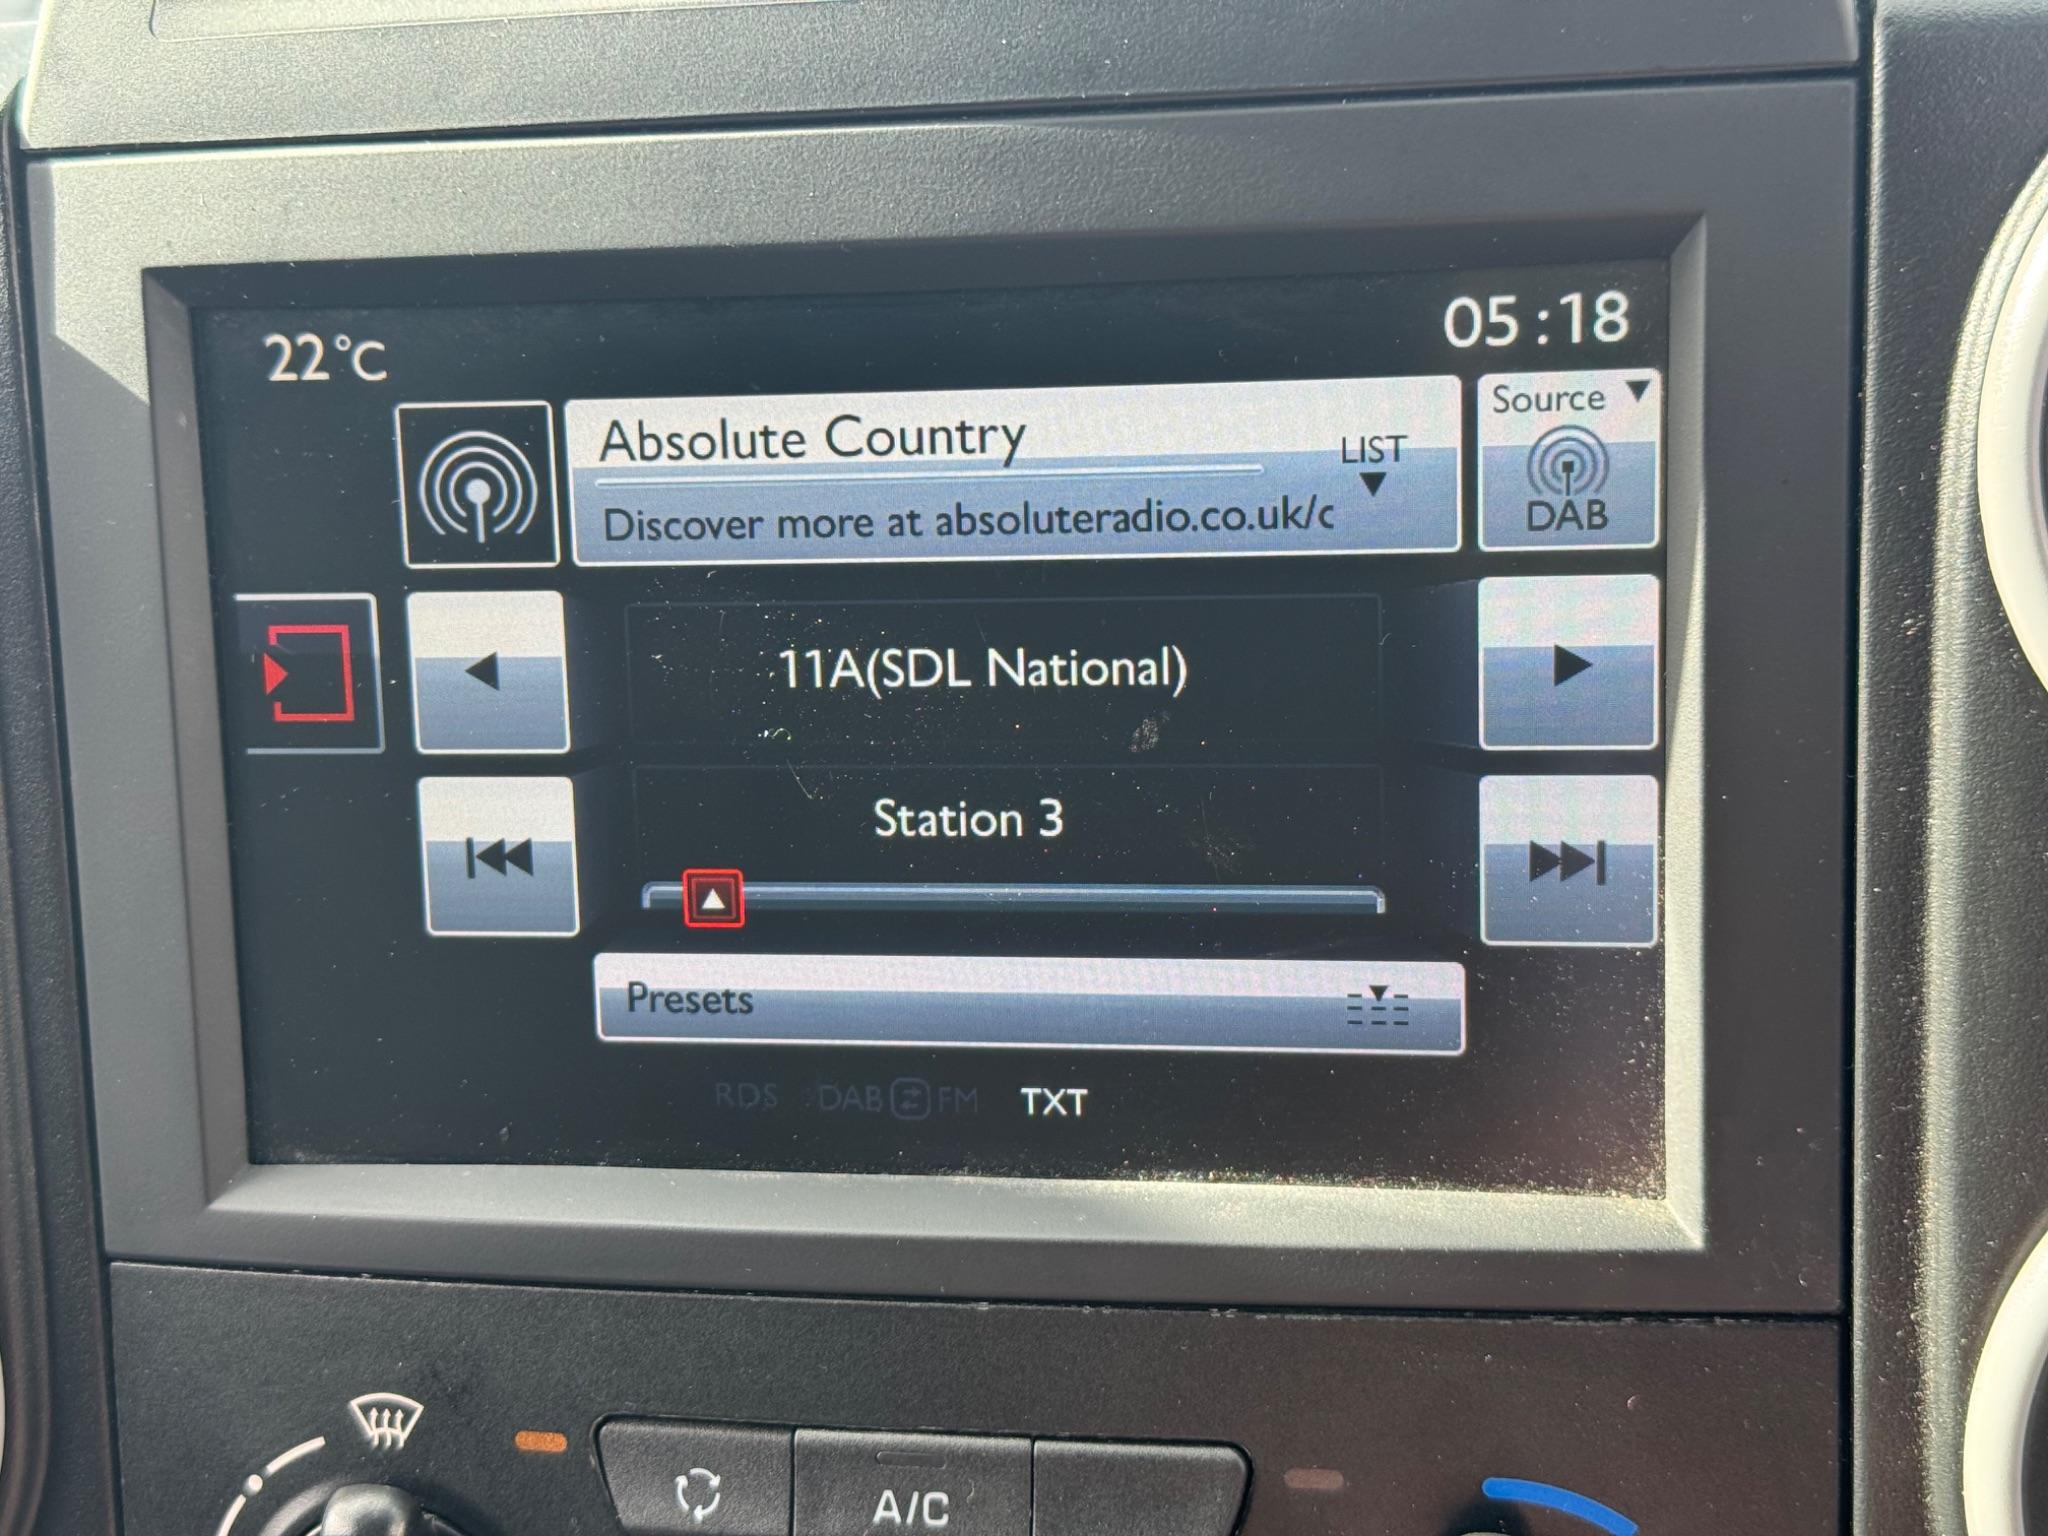 22°C
05:18
Absolute Country
LIST
Source
Discover more at absoluteradio.co.uk/c
DAB
11A(SDL National)
Station 3
Presets
RDS DAB FM TXT
A/C